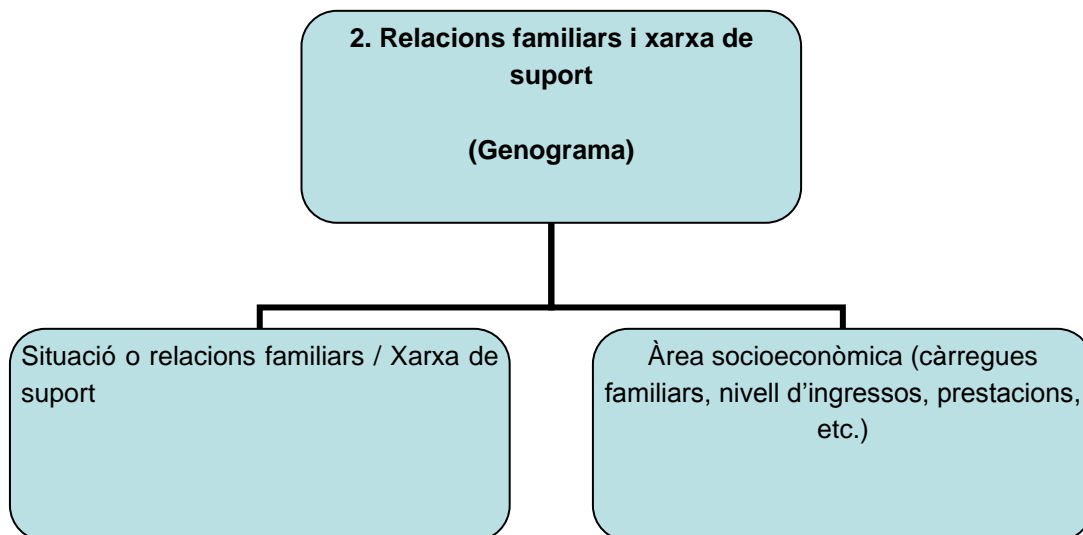 2. Relacions familiars i xarxa de
suport
(Genograma)
Situació o relacions familiars / Xarxa de
suport
Àrea socioeconòmica (càrregues
familiars, nivell d’ingressos, prestacions,
etc.)